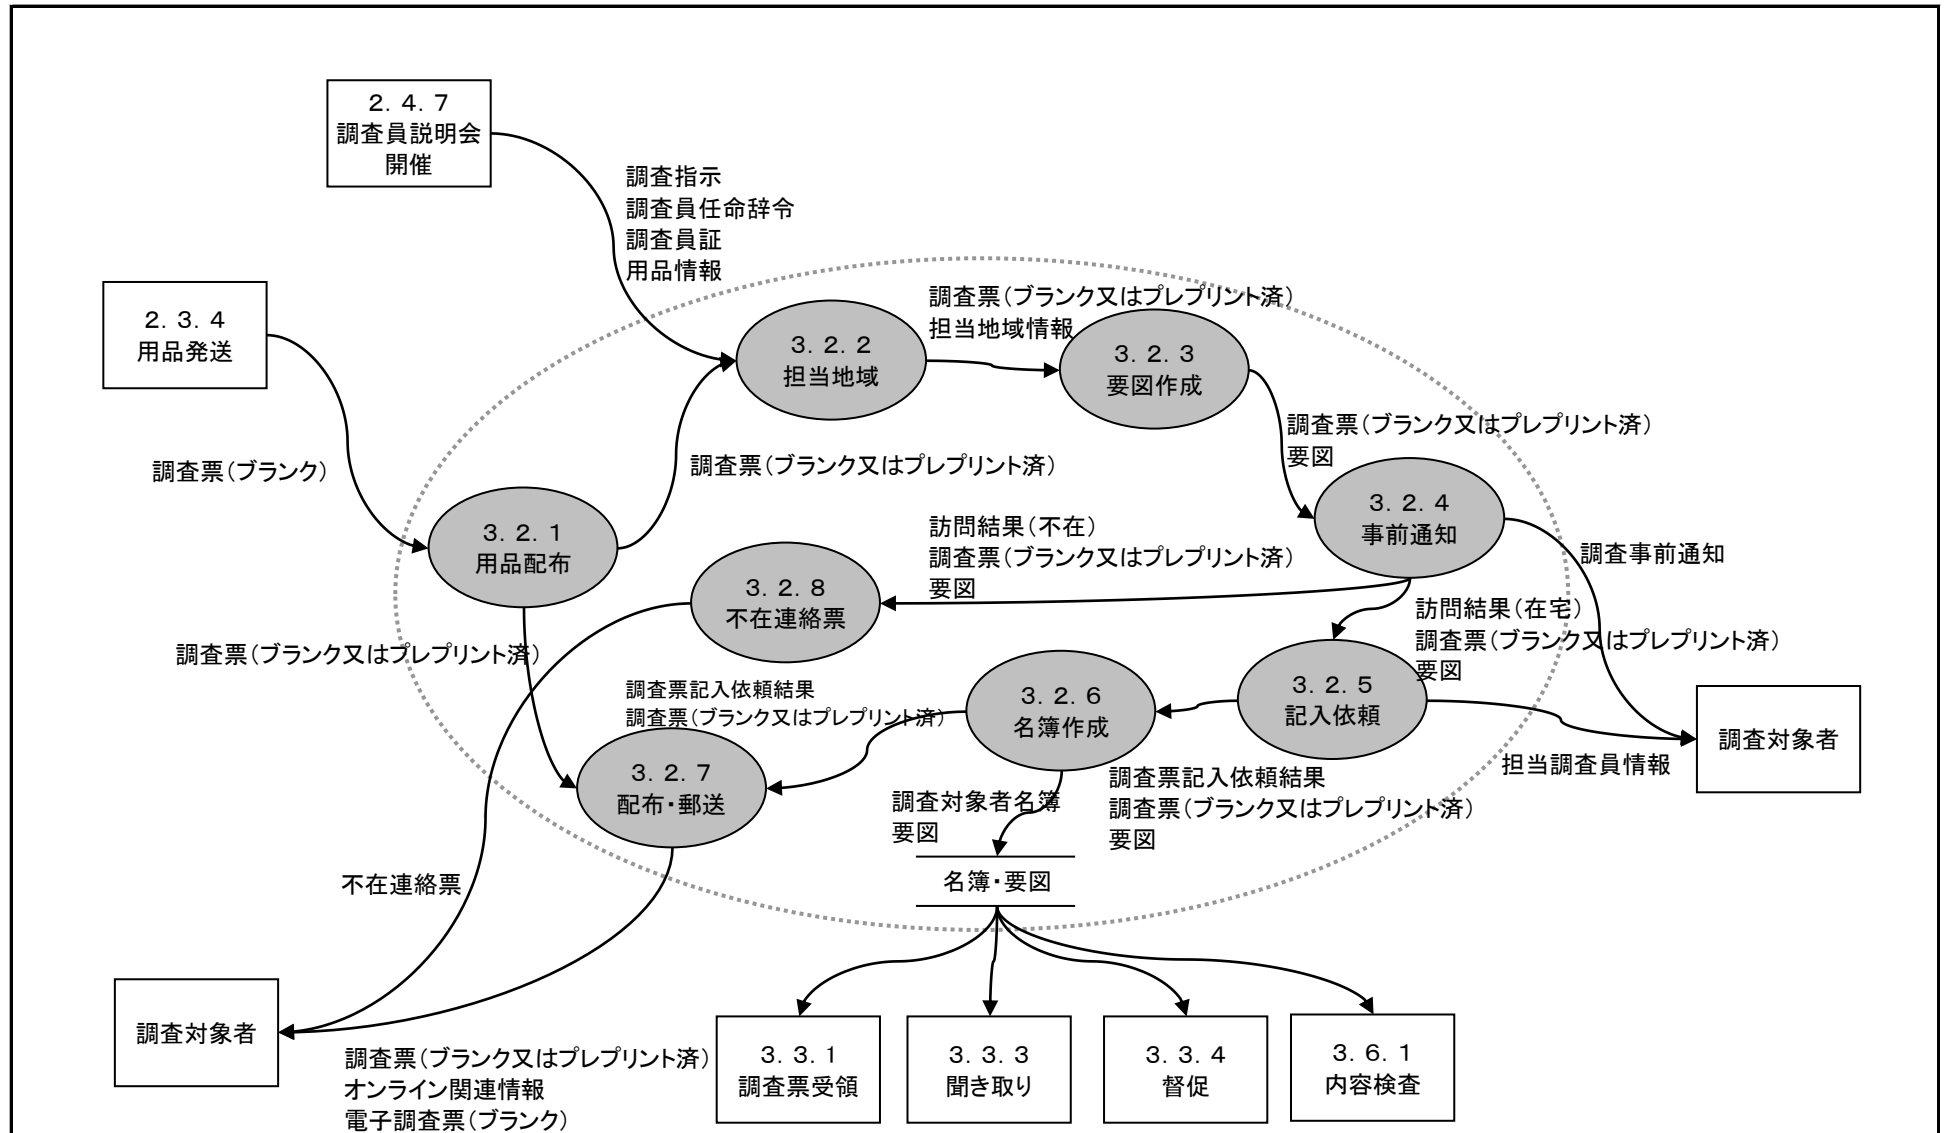 ２．４．７
調査員説明会
開催
調査指示
調査員任命辞令
調査員証
用品情報
２．３．４
用品発送
調査票（ブランク又はプレプリント済）
担当地域情報
３．２．２
担当地域
３．２．３
要図作成
調査票（ブランク又はプレプリント済）
要図
調査票（ブランク）
調査票（ブランク又はプレプリント済）
３．２．４
事前通知
３．２．１
用品配布
訪問結果（不在）
調査票（ブランク又はプレプリント済）
要図
調査事前通知
３．２．８
不在連絡票
訪問結果（在宅）
調査票（ブランク又はプレプリント済）
要図
調査票（ブランク又はプレプリント済）
調査票記入依頼結果
調査票（ブランク又はプレプリント済）
３．２．６
名簿作成
３．２．５
記入依頼
調査対象者
担当調査員情報
３．２．７
配布・郵送
調査対象者名簿
要図
調査票記入依頼結果
調査票（ブランク又はプレプリント済）
要図
不在連絡票
名簿・要図
調査対象者
調査票（ブランク又はプレプリント済）
オンライン関連情報
電子調査票（ブランク）
３．３．１
調査票受領
３．３．３
聞き取り
３．３．４
督促
３．６．１
内容検査